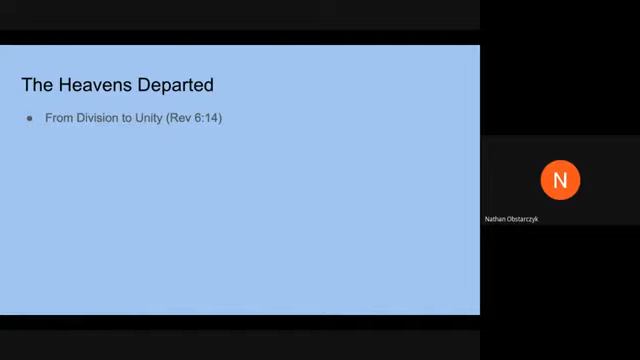 The Heavens Departed
● From Division to Unity (Rev 6:14)
N
Nathan Obstarczyk